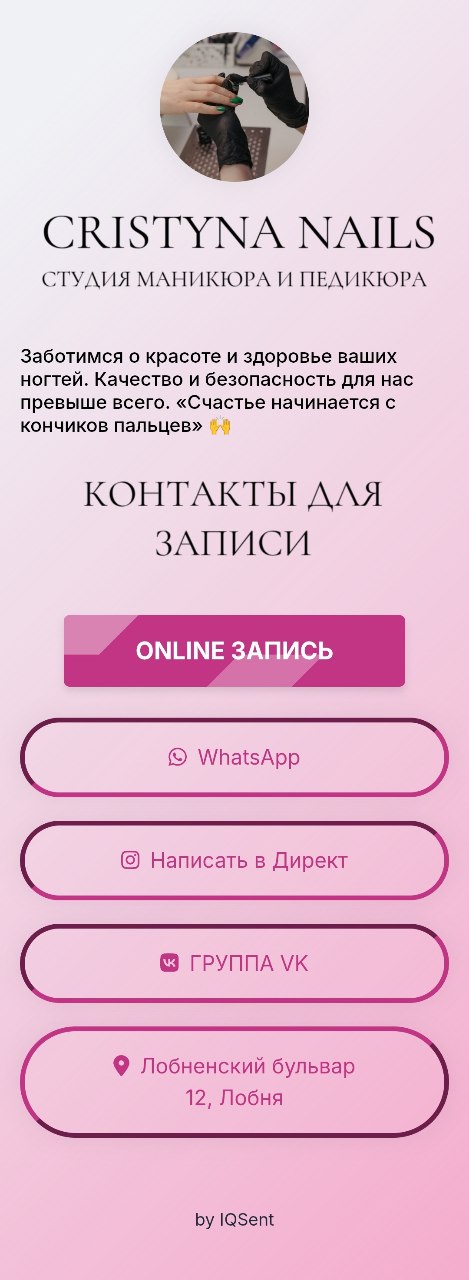 CRISTYNA NAILS
СТУДИЯ МАНИКЮРА И ПЕДИКЮРА
Заботимся о красоте и здоровье ваших
ногтей. Качество и безопасность для нас
превыше всего. «Счастье начинается с
кончиков пальцев» 🙌
КОНТАКТЫ ДЛЯ
ЗАПИСИ
ONLINE ЗАПИСЬ
WhatsApp
Написать в Директ
ГРУППА VK
Лобненский бульвар
12, Лобня
by IQSent